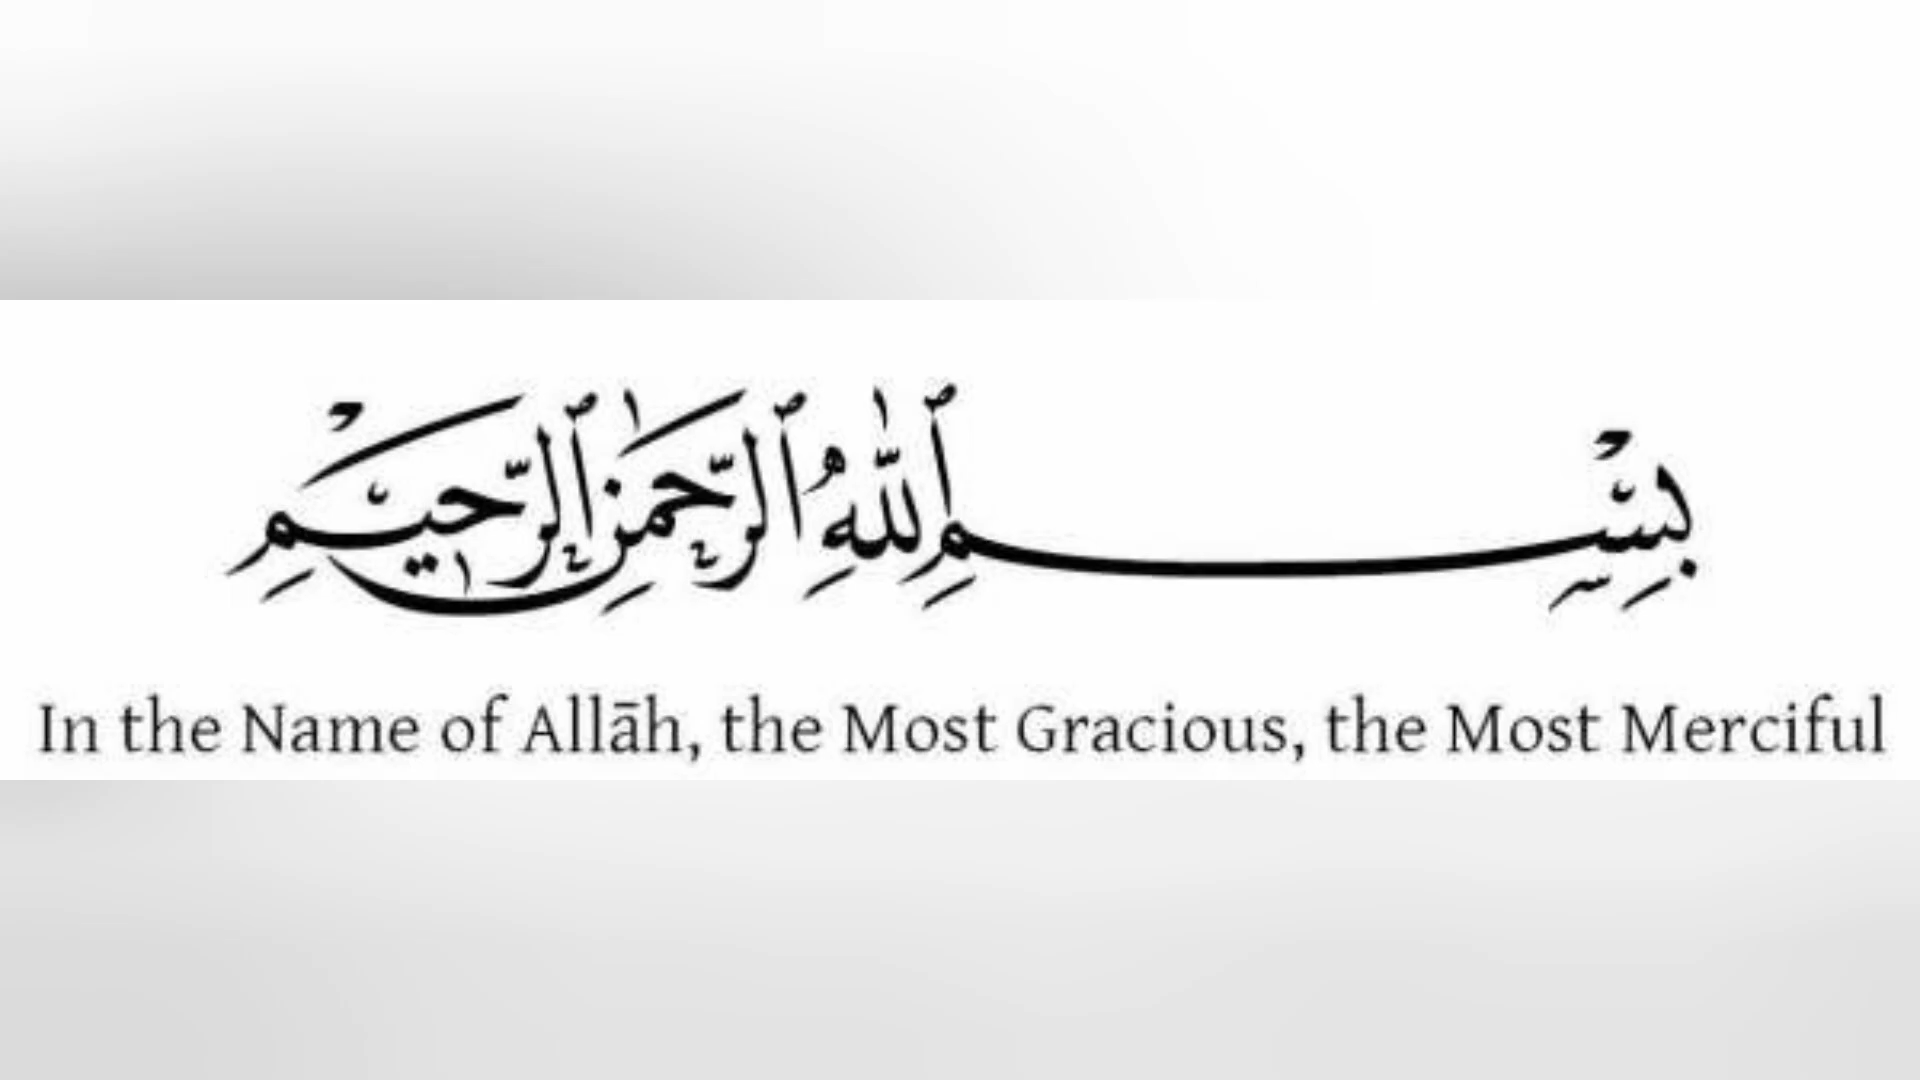 بِسْمِ ٱللَّٰهِ ٱلرَّحْمَٰنِ ٱلرَّحِيمِ
In the Name of Allāh, the Most Gracious, the Most Merciful